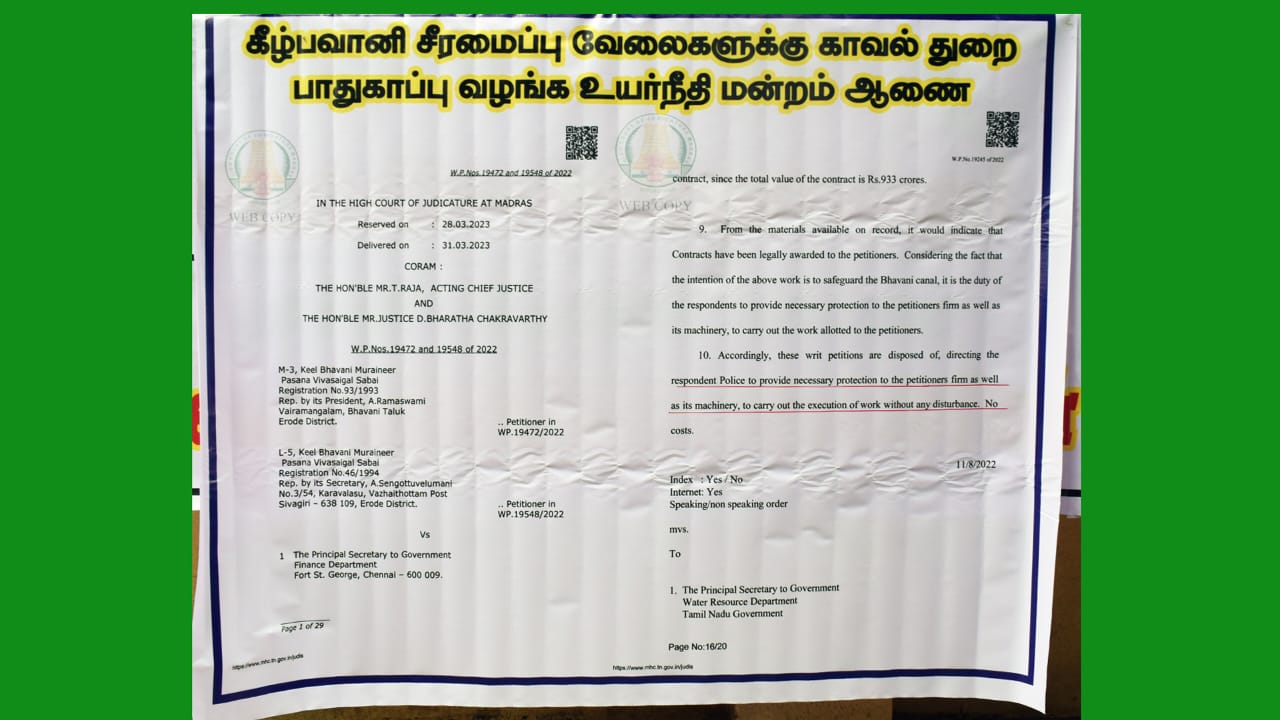 கீழ்பவானி சீரமைப்பு வேலைகளுக்கு காவல் துறை
பாதுகாப்பு வழங்க உயர்நீதி மன்றம் ஆணை
WEB COPY
W.P.Nos.19472 and 19548 of 2022
IN THE HIGH COURT OF JUDICATURE AT MADRAS
Reserved on : 28.03.2023
Delivered on : 31.03.2023
CORAM :
THE HON'BLE MR.T.RAJA, ACTING CHIEF JUSTICE
AND
THE HON'BLE MR.JUSTICE D.BHARATHA CHAKRAVARTHY
W.P.Nos.19472 and 19548 of 2022
M-3, Keel Bhavani Muraineer
Pasana Vivasaigal Sabai
Registration No.93/1993
Rep. by its President, A.Ramaswami
Vairamangalam, Bhavani Taluk
Erode District.
.. Petitioner in
WP.19472/2022
L-5, Keel Bhavani Muraineer
Pasana Vivasaigal Sabai
Registration No.46/1994
Rep. by its Secretary, A.Sengottuvelumani
No.3/54, Karavalasu, Vazhaithottam Post
Sivagiri – 638 109, Erode District.
.. Petitioner in
WP.19548/2022
Vs
1 The Principal Secretary to Government
Finance Department
Fort St. George, Chennai – 600 009.
Page 1 of 29
https://www.mhc.tn.gov.in/judis
WEB COPY
W.P.No.19245 of 2022
contract, since the total value of the contract is Rs.933 crores.
9. From the materials available on record, it would indicate that
Contracts have been legally awarded to the petitioners. Considering the fact that
the intention of the above work is to safeguard the Bhavani canal, it is the duty of
the respondents to provide necessary protection to the petitioners firm as well as
its machinery, to carry out the work allotted to the petitioners.
10. Accordingly, these writ petitions are disposed of, directing the
respondent Police to provide necessary protection to the petitioners firm as well
as its machinery, to carry out the execution of work without any disturbance. No
costs.
11/8/2022
Index : Yes / No
Internet: Yes
Speaking/non speaking order
mvs.
To
1. The Principal Secretary to Government
Water Resource Department
Tamil Nadu Government
Page No:16/20
https://www.mhc.tn.gov.in/judis